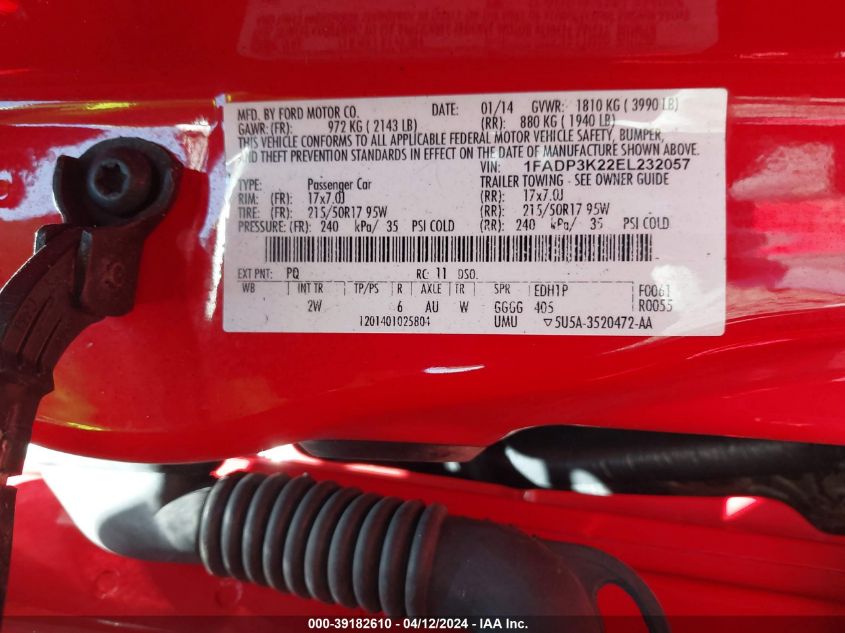 MFD. BY FORD MOTOR CO. DATE: 01/14 GVWR: 1810 KG ( 3990 LB)
GAWR:(FR): 972 KG ( 2143 LB) (RR): 880 KG ( 1940 LB)
THIS VEHICLE CONFORMS TO ALL APPLICABLE FEDERAL MOTOR VEHICLE SAFETY, BUMPER,
AND THEFT PREVENTION STANDARDS IN EFFECT ON THE DATE OF MANUFACTURE SHOWN ABOVE.
VIN: 1FADP3K22EL232057
TYPE: Passenger Car TRAILER TOWING - SEE OWNER GUIDE
RIM: (FR): 17x7.0J (RR): 17x7.0J
TIRE: (FR): 215/50R17 95W (RR): 215/50R17 95W
PRESSURE: (FR): 240 kPa/ 35 PSI COLD (RR): 240 kPa/ 35 PSI COLD
EXT PNT: PQ RC: 11 DSO:
WB INT TR TP/PS R AXLE TR SPR EDH1P F0061
2W 6 AU W GGGG 405 R0055
1201401025804 UMU ▽5U5A-3520472-AA
000-39182610 - 04/12/2024 - IAA Inc.